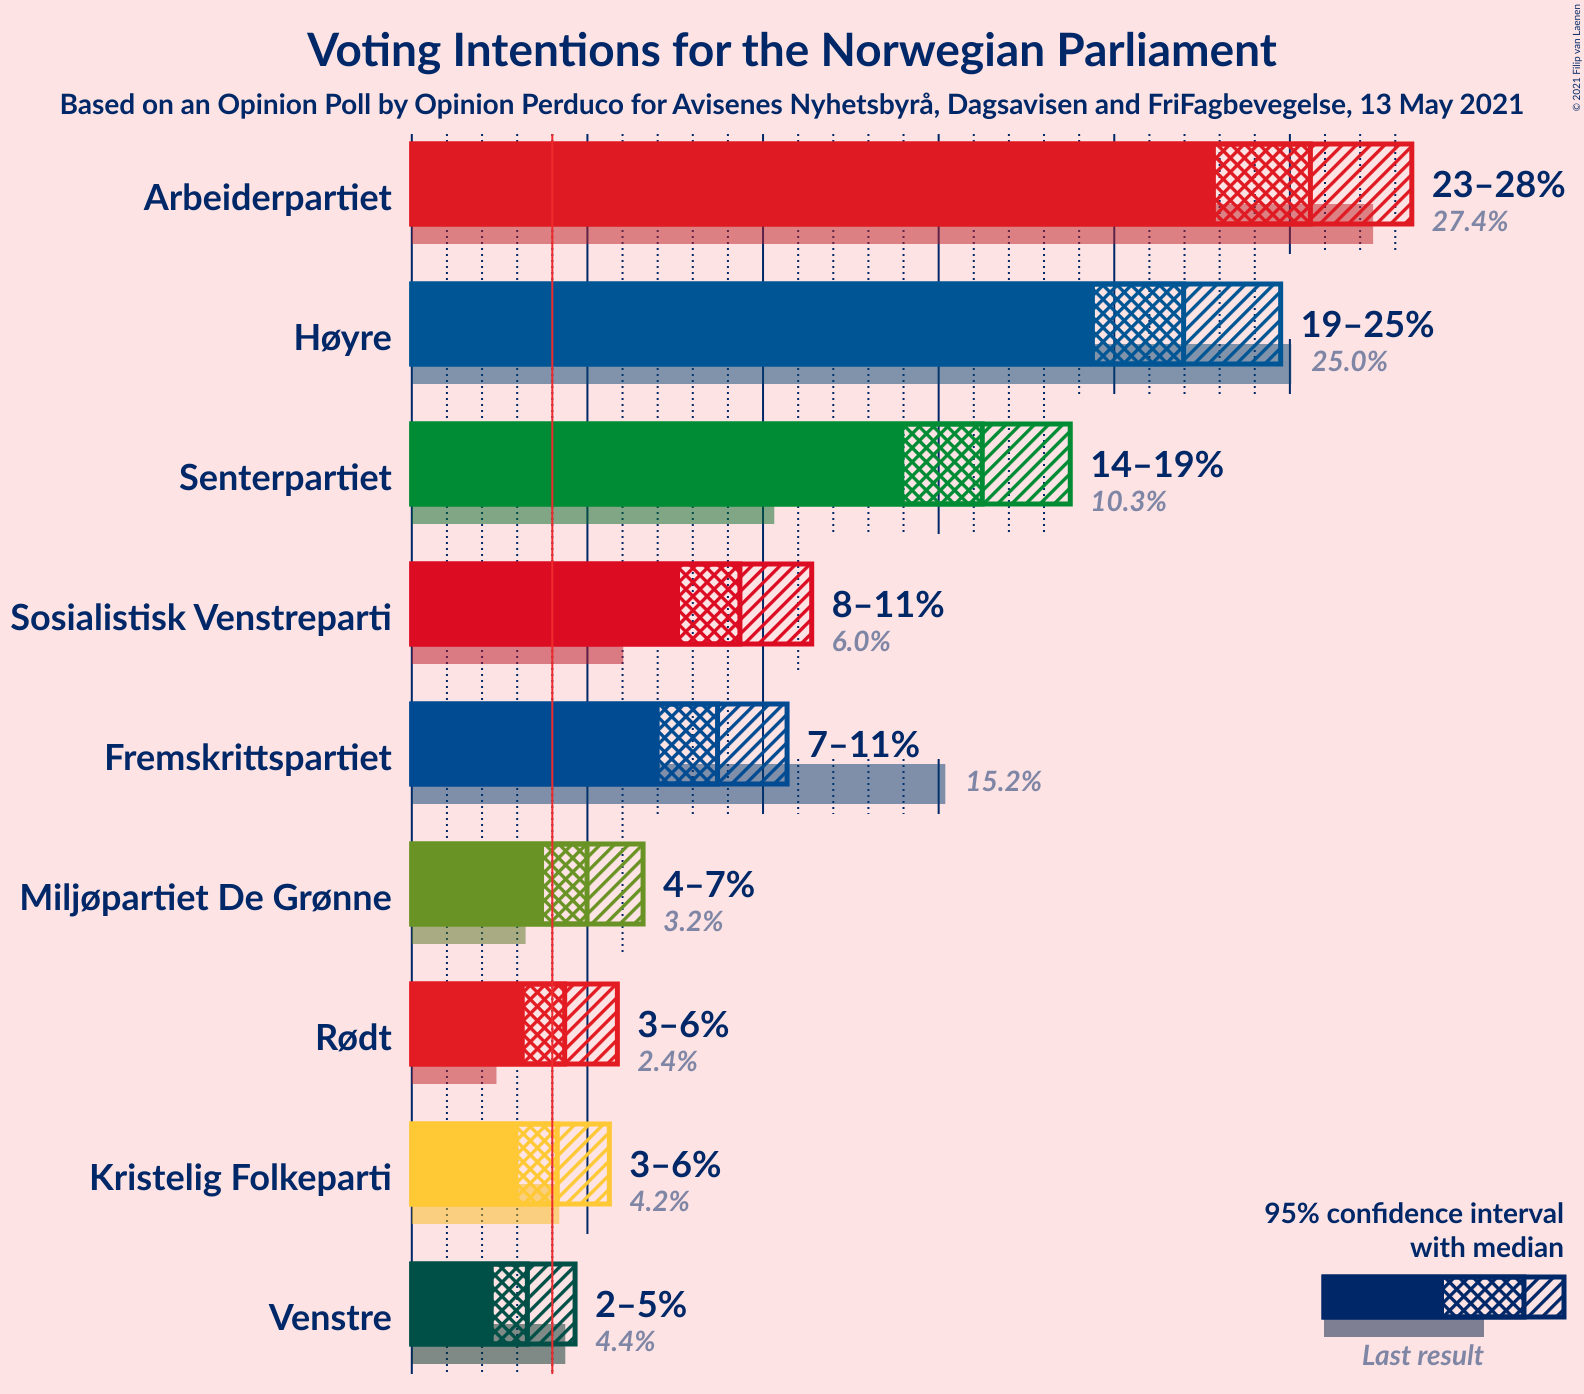 Voting Intentions for the Norwegian Parliament
Based on an Opinion Poll by Opinion Perduco for Avisenes Nyhetsbyrå, Dagsavisen and FriFagbevegelse, 13 May 2021
© 2021 Filip van Laenen
Arbeiderpartiet
23–28%
27.4%
Høyre
19–25%
25.0%
Senterpartiet
14–19%
10.3%
Sosialistisk Venstreparti
8–11%
6.0%
Fremskrittspartiet
7–11%
15.2%
Miljøpartiet De Grønne
4–7%
3.2%
Rødt
3–6%
2.4%
Kristelig Folkeparti
3–6%
4.2%
Venstre
2–5%
4.4%
95% confidence interval
with median
Last result